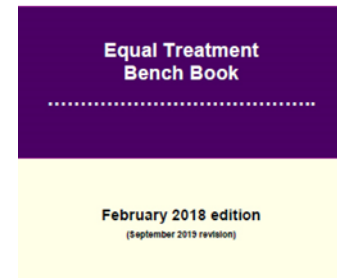 Equal Treatment
Bench Book
February 2018 edition
(September 2019 revision)